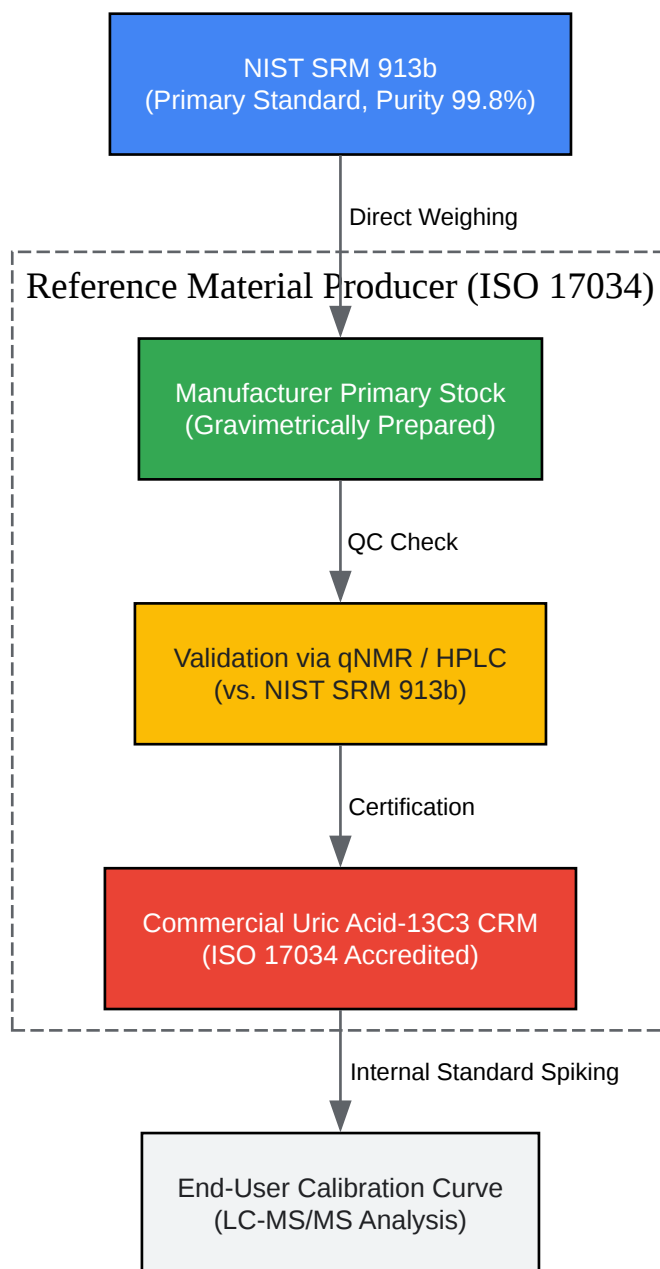 NIST SRM 913b
(Primary Standard, Purity 99.8%)
Direct Weighing
Reference Material Producer (ISO 17034)
Manufacturer Primary Stock
(Gravimetrically Prepared)
QC Check
Validation via qNMR / HPLC
(vs. NIST SRM 913b)
Certification
Commercial Uric Acid-13C3 CRM
(ISO 17034 Accredited)
Internal Standard Spiking
End-User Calibration Curve
(LC-MS/MS Analysis)